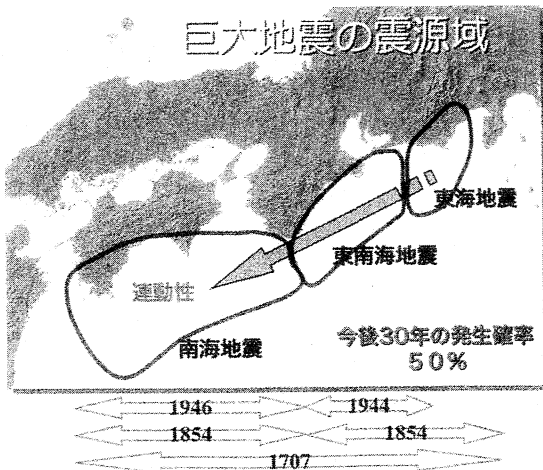 巨大地震の震源域
東海地震
東南海地震
連動性
南海地震
今後30年の発生確率
50%
1946
1944
1854
1854
1707